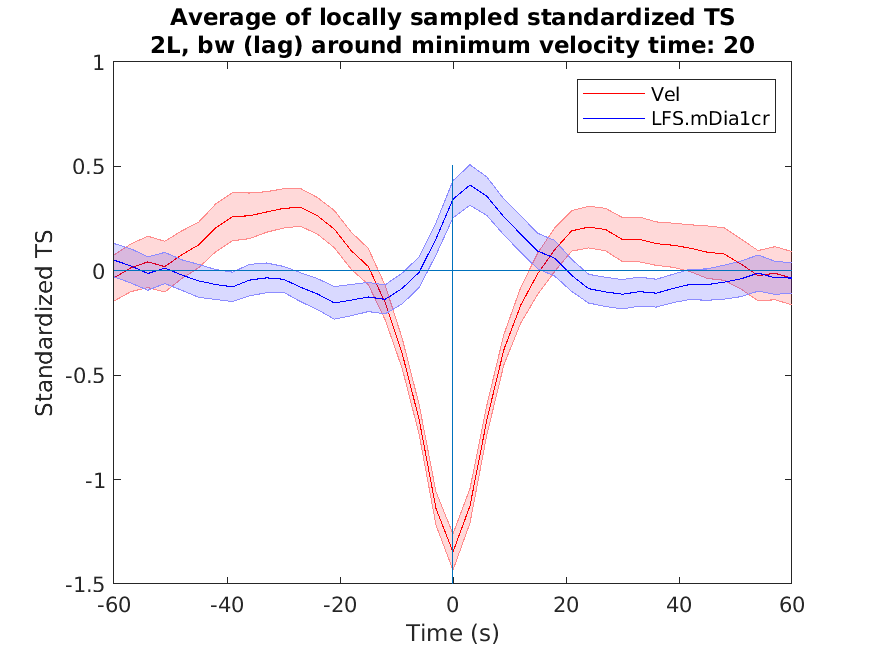 Average of locally sampled standardized TS
2L, bw (lag) around minimum velocity time: 20
1
0.5
0
-0.5
-1
-1.5
Standardized TS
Vel
LFS.mDia1cr
-60
-40
-20
0
20
40
60
Time (s)